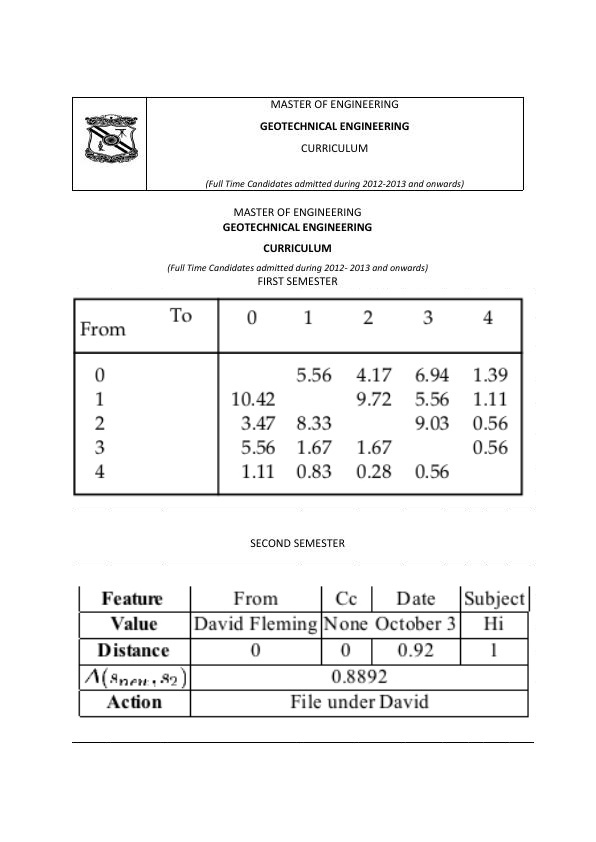 MASTER OF ENGINEERING
GEOTECHNICAL ENGINEERING
CURRICULUM
(Full Time Candidates admitted during 2012-2013 and onwards)
MASTER OF ENGINEERING
GEOTECHNICAL ENGINEERING
CURRICULUM
(Full Time Candidates admitted during 2012- 2013 and onwards)
FIRST SEMESTER
From To 0 1 2 3 4
0 5.56 4.17 6.94 1.39
1 10.42 9.72 5.56 1.11
2 3.47 8.33 9.03 0.56
3 5.56 1.67 1.67 0.56
4 1.11 0.83 0.28 0.56
SECOND SEMESTER
Feature From Cc Date Subject
Value David Fleming None October 3 Hi
Distance 0 0 0.92 1
Λ(s_new, s_2) 0.8892
Action File under David